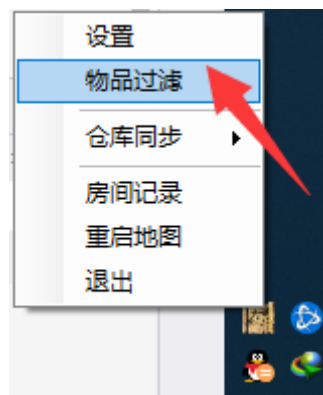 设置
物品过滤
仓库同步
房间记录
重启地图
退出